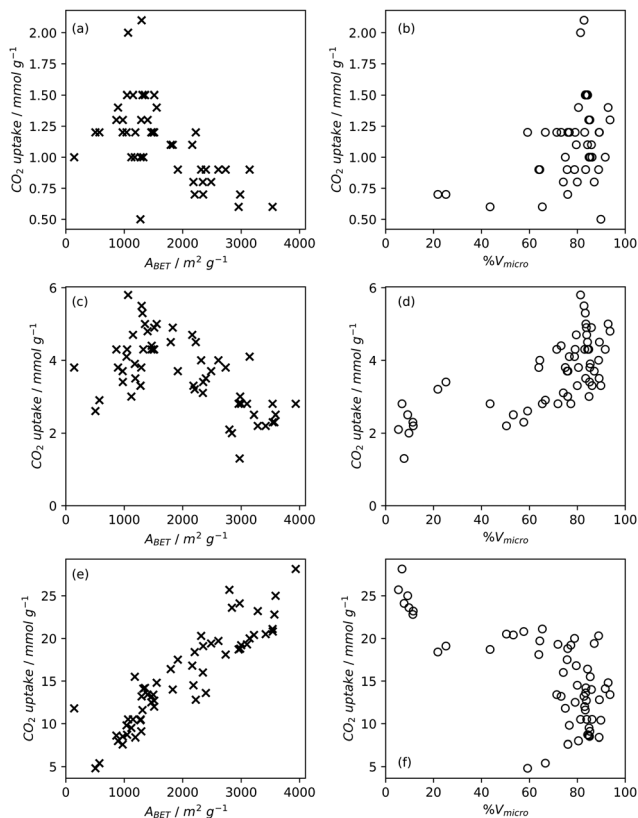 (a)
CO2 uptake / mmol g−1
2.00
1.75
1.50
1.25
1.00
0.75
0.50
0 1000 2000 3000 4000
ABET / m2 g−1
(b)
CO2 uptake / mmol g−1
2.00
1.75
1.50
1.25
1.00
0.75
0.50
0 20 40 60 80 100
%Vmicro
(c)
CO2 uptake / mmol g−1
6
4
2
0
0 1000 2000 3000 4000
ABET / m2 g−1
(d)
CO2 uptake / mmol g−1
6
4
2
0
0 20 40 60 80 100
%Vmicro
(e)
CO2 uptake / mmol g−1
25
20
15
10
5
0 1000 2000 3000 4000
ABET / m2 g−1
(f)
CO2 uptake / mmol g−1
25
20
15
10
5
0 20 40 60 80 100
%Vmicro